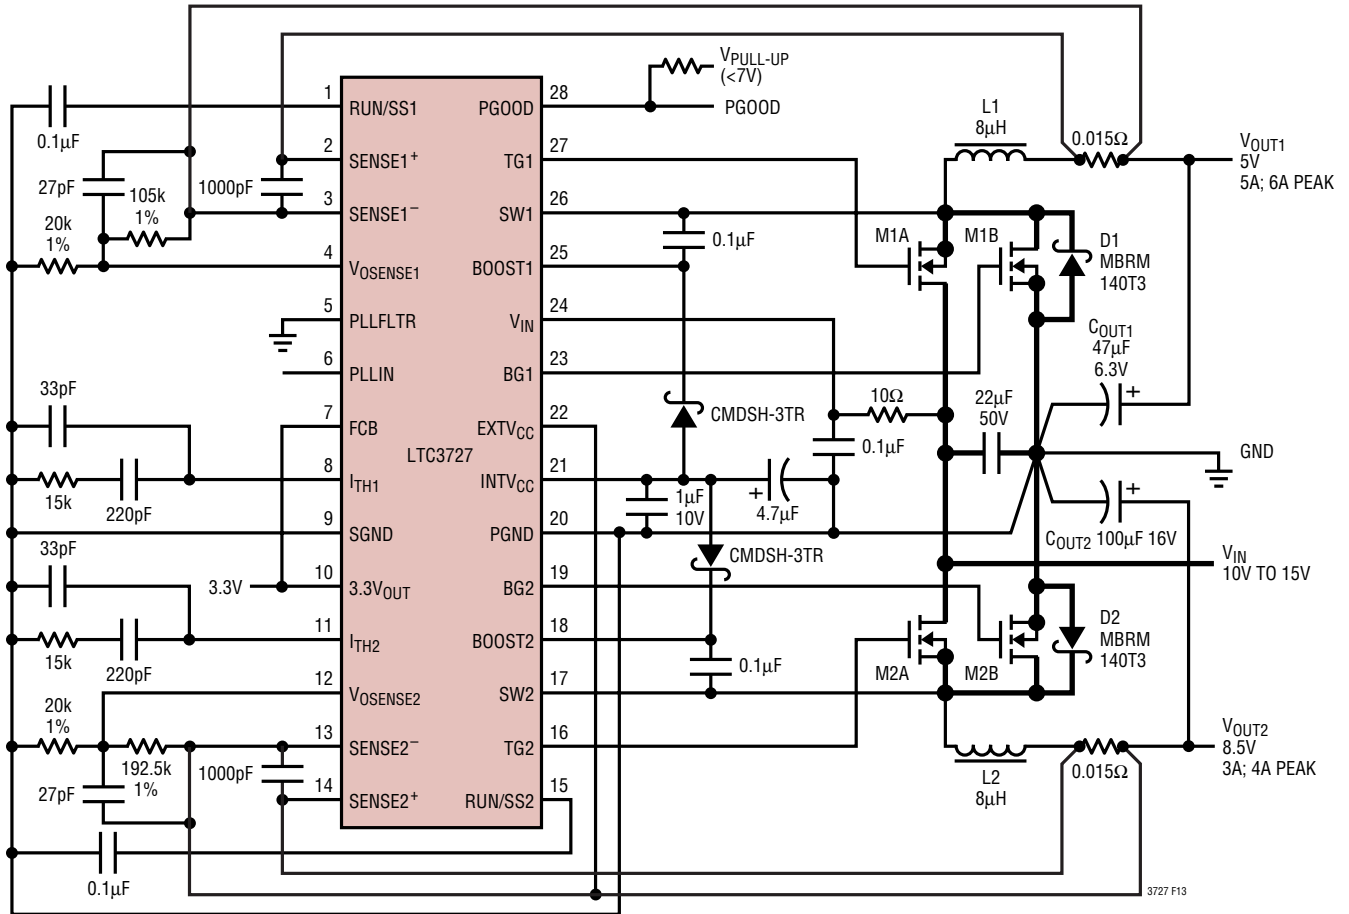 VPULL-UP
(<7V)
1
RUN/SS1
PGOOD
28
PGOOD
0.1µF
L1
8µH
0.015Ω
VOUT1
5V
5A; 6A PEAK
2
SENSE1+
TG1
27
27pF
105k
1%
1000pF
3
SENSE1−
SW1
26
20k
1%
0.1µF
M1A
M1B
D1
MBRM
140T3
4
VOSENSE1
BOOST1
25
5
PLLFLTR
VIN
24
COUT1
47µF
6.3V
6
PLLIN
BG1
23
33pF
CMDSH-3TR
10Ω
22µF
50V
7
FCB
EXTVCC
22
0.1µF
GND
LTC3727
8
ITH1
INTVCC
21
15k
220pF
1µF
10V
4.7µF
+
+
+
9
SGND
PGND
20
COUT2 100µF 16V
33pF
CMDSH-3TR
VIN
10V TO 15V
3.3V
10
3.3VOUT
BG2
19
D2
MBRM
140T3
11
ITH2
BOOST2
18
15k
220pF
0.1µF
M2A
M2B
12
VOSENSE2
SW2
17
20k
1%
13
SENSE2−
TG2
16
VOUT2
8.5V
3A; 4A PEAK
192.5k
1%
1000pF
L2
8µH
0.015Ω
27pF
14
SENSE2+
RUN/SS2
15
0.1µF
3727 F13